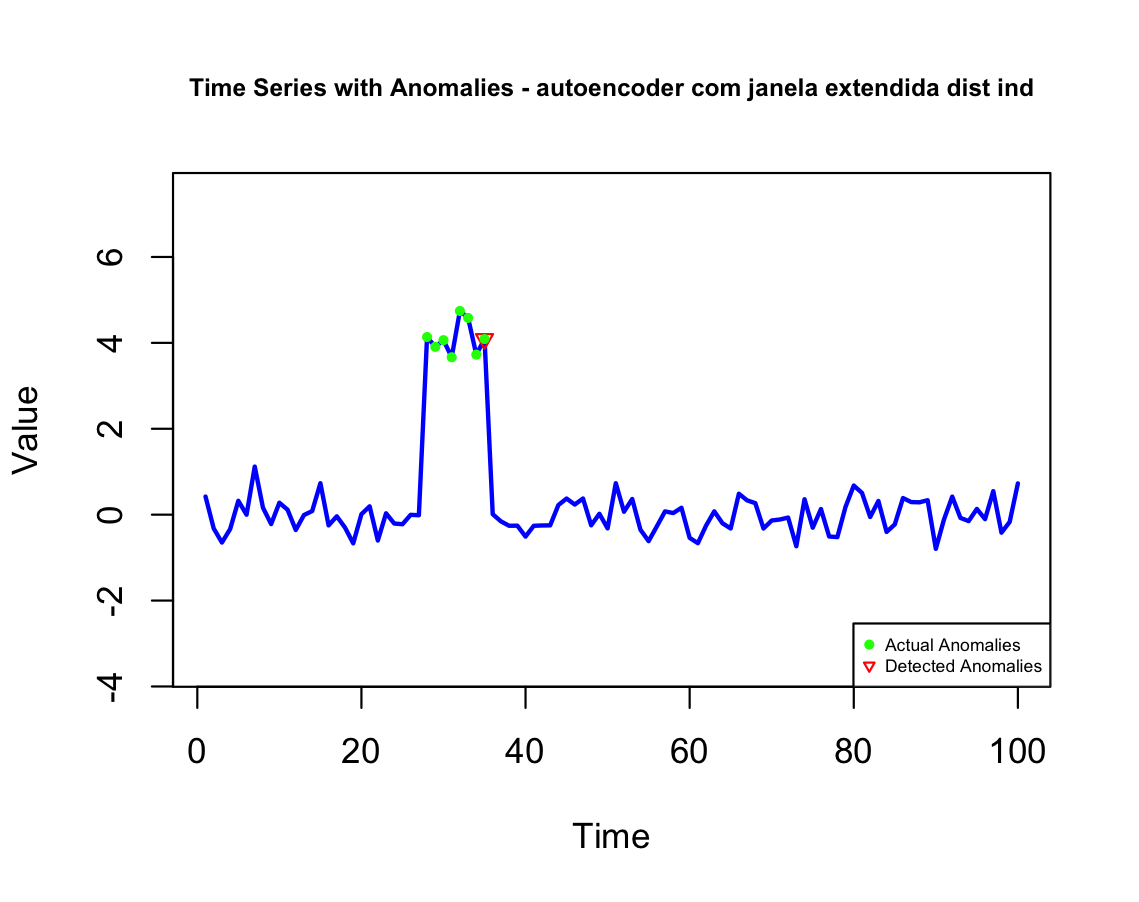 Time Series with Anomalies - autoencoder com janela extendida dist ind
Value
6
4
2
0
-2
-4
Actual Anomalies
Detected Anomalies
0 20 40 60 80 100
Time